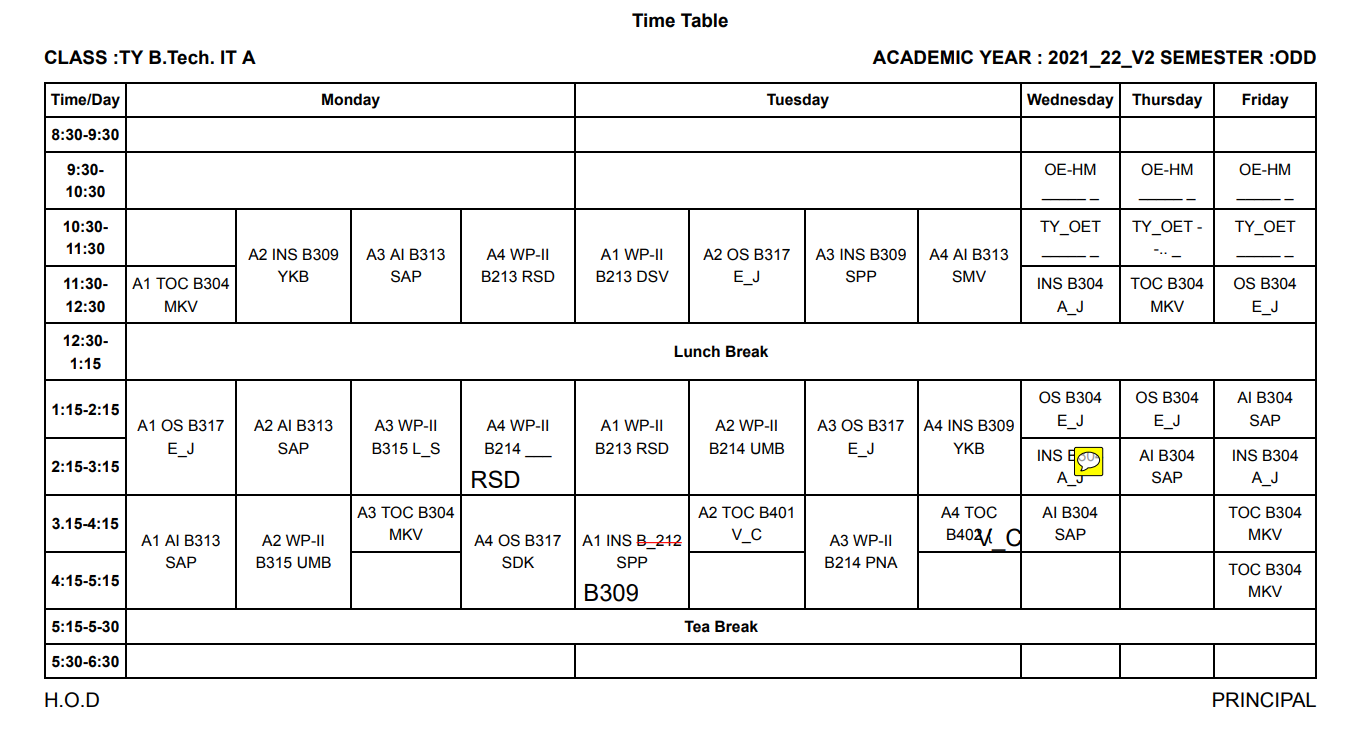 Time Table
CLASS :TY B.Tech. IT A
ACADEMIC YEAR : 2021_22_V2 SEMESTER :ODD
Time/Day
Monday
Tuesday
Wednesday
Thursday
Friday
8:30-9:30
9:30-
10:30
OE-HM
_____ _
OE-HM
_____ _
OE-HM
_____ _
10:30-
11:30
A2 INS B309
YKB
A3 AI B313
SAP
A4 WP-II
B213 RSD
A1 WP-II
B213 DSV
A2 OS B317
E_J
A3 INS B309
SPP
A4 AI B313
SMV
TY_OET
_____ _
TY_OET -
-.. _
TY_OET
_____ _
11:30-
12:30
A1 TOC B304
MKV
INS B304
A_J
TOC B304
MKV
OS B304
E_J
12:30-
1:15
Lunch Break
1:15-2:15
A1 OS B317
E_J
A2 AI B313
SAP
A3 WP-II
B315 L_S
A4 WP-II
B214 ___
RSD
A1 WP-II
B213 RSD
A2 WP-II
B214 UMB
A3 OS B317
E_J
A4 INS B309
YKB
OS B304
E_J
OS B304
E_J
AI B304
SAP
2:15-3:15
INS B304
A_J
AI B304
SAP
INS B304
A_J
3.15-4:15
A1 AI B313
SAP
A2 WP-II
B315 UMB
A3 TOC B304
MKV
A4 OS B317
SDK
A1 INS B_212
SPP
B309
A2 TOC B401
V_C
A3 WP-II
B214 PNA
A4 TOC
B402
V_C
AI B304
SAP
TOC B304
MKV
4:15-5:15
TOC B304
MKV
5:15-5-30
Tea Break
5:30-6:30
H.O.D
PRINCIPAL